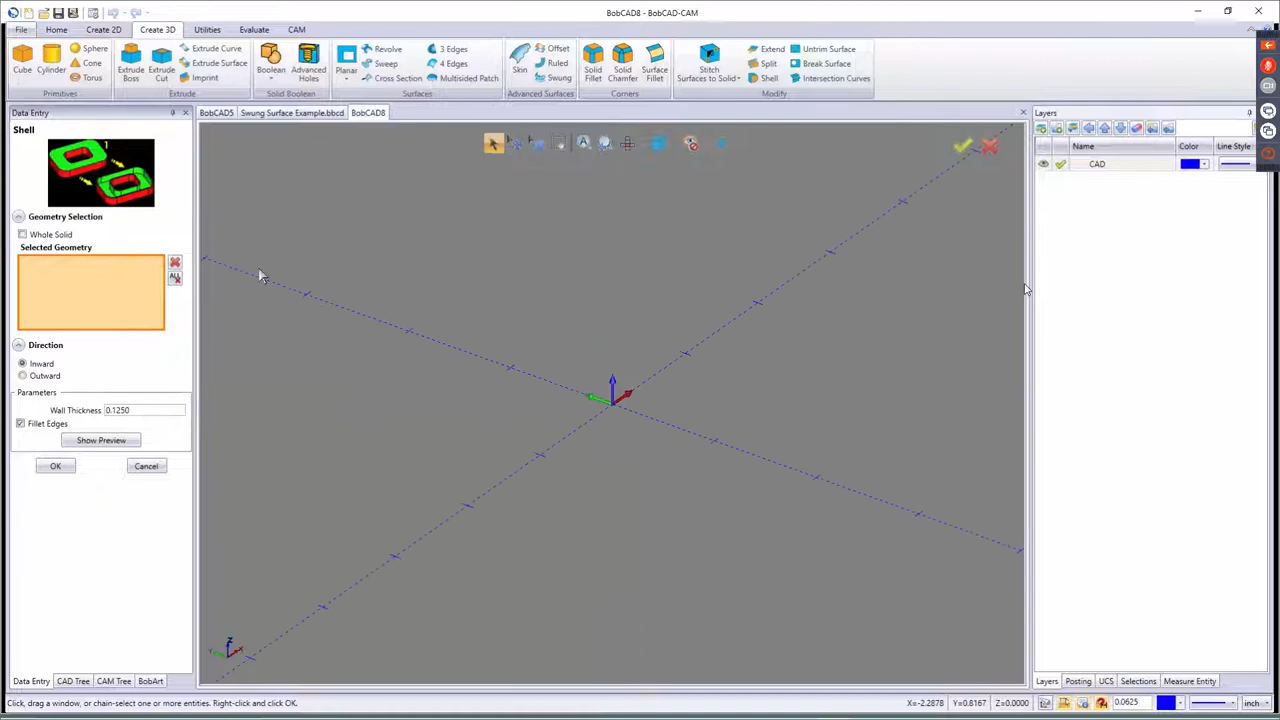 BobCAD8 - BobCAD-CAM
File Home Create 2D Create 3D Utilities Evaluate CAM
Cube Cylinder Sphere Cone Torus
Primitives
Extrude Boss Extrude Cut Extrude Curve Extrude Surface Imprint
Extrude
Boolean Advanced Holes
Solid Boolean
Planar Revolve Sweep Cross Section 3 Edges 4 Edges Multisided Patch
Surfaces
Skin Offset Ruled Swung
Advanced Surfaces
Solid Fillet Solid Chamfer Surface Fillet
Corners
Stitch Surfaces to Solid Extend Split Shell Untrim Surface Break Surface Intersection Curves
Modify
Data Entry
BobCAD5 Swung Surface Example.bbcd BobCAD8
Shell
1
Geometry Selection
Whole Solid
Selected Geometry
ALL
Direction
Inward
Outward
Parameters
Wall Thickness 0.1250
Fillet Edges
Show Preview
OK Cancel
Z
Y X
Layers
Name Color Line Style
CAD
Data Entry CAD Tree CAM Tree BobArt
Layers Posting UCS Selections Measure Entity
Click, drag a window, or chain-select one or more entities. Right-click and click OK.
X=-2.2878 Y=0.8167 Z=0.0000 0.0625 inch